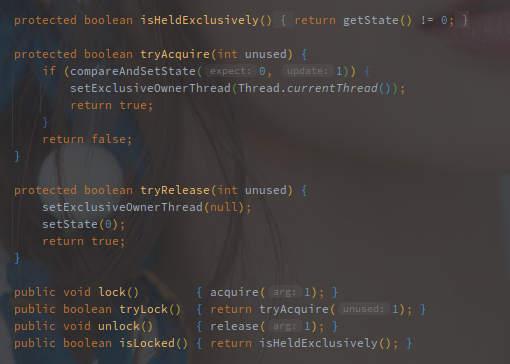 protected boolean isHeldExclusively() { return getState() != 0; }
protected boolean tryAcquire(int unused) {
if (compareAndSetState( expect: 0, update: 1)) {
setExclusiveOwnerThread(Thread.currentThread());
return true;
}
return false;
}
protected boolean tryRelease(int unused) {
setExclusiveOwnerThread(null);
setState(0);
return true;
}
public void lock() { acquire( arg: 1); }
public boolean tryLock() { return tryAcquire( unused: 1); }
public void unlock() { release( arg: 1); }
public boolean isLocked() { return isHeldExclusively(); }